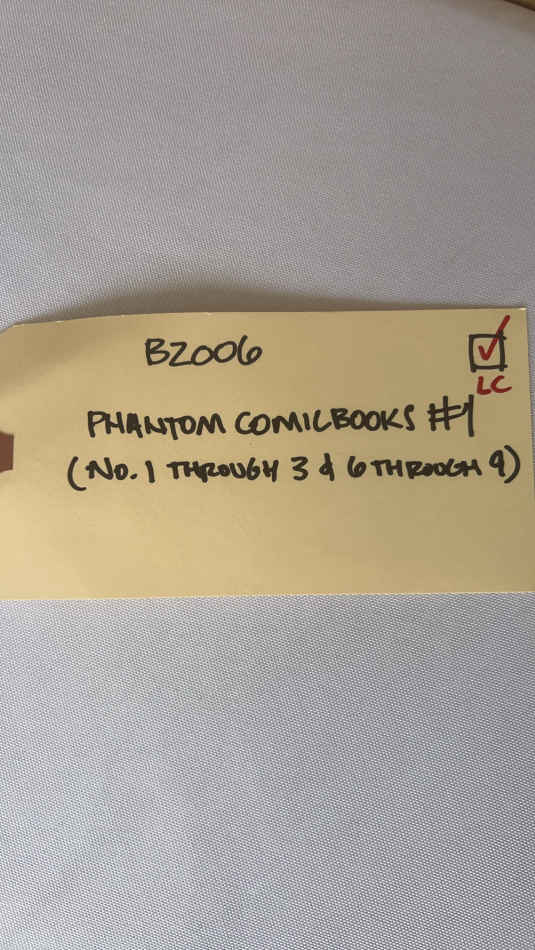 BZ006
LC
PHANTOM COMICBOOKS #1
(NO. 1 THROUGH 3 & 6 THROUGH 9)